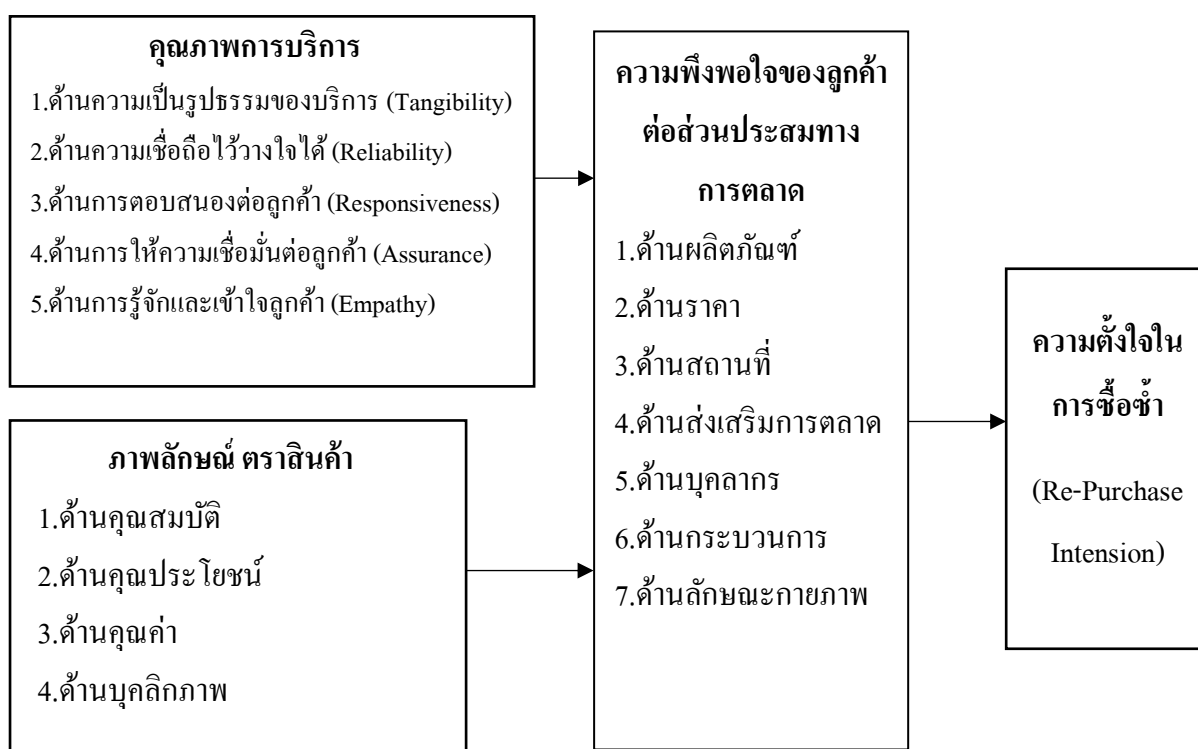 คุณภาพการบริการ
1.ด้านความเป็นรูปธรรมของบริการ (Tangibility)
2.ด้านความเชื่อถือไว้วางใจได้ (Reliability)
3.ด้านการตอบสนองต่อลูกค้า (Responsiveness)
4.ด้านการให้ความเชื่อมั่นต่อลูกค้า (Assurance)
5.ด้านการรู้จักและเข้าใจลูกค้า (Empathy)
ภาพลักษณ์ ตราสินค้า
1.ด้านคุณสมบัติ
2.ด้านคุณประโยชน์
3.ด้านคุณค่า
4.ด้านบุคลิกภาพ
ความพึงพอใจของลูกค้า
ต่อส่วนประสมทาง
การตลาด
1.ด้านผลิตภัณฑ์
2.ด้านราคา
3.ด้านสถานที่
4.ด้านส่งเสริมการตลาด
5.ด้านบุคลากร
6.ด้านกระบวนการ
7.ด้านลักษณะกายภาพ
ความตั้งใจใน
การซื้อซ้ำ
(Re-Purchase
Intension)